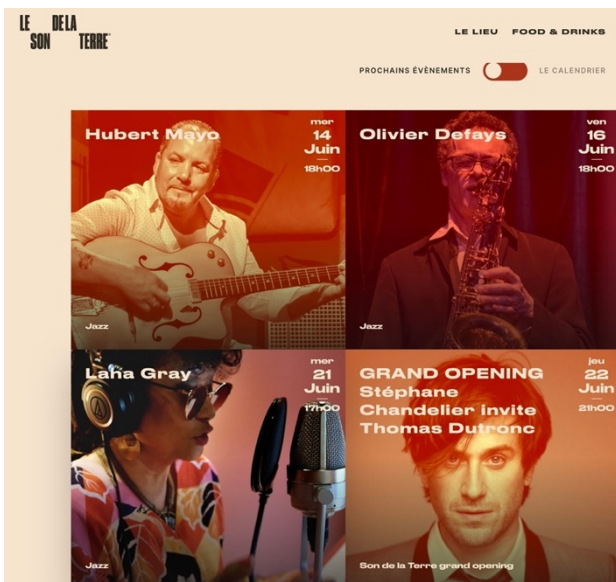 LE DE LA
SON TERRE
LE LIEU FOOD & DRINKS
PROCHAINS ÉVÈNEMENTS LE CALENDRIER
Hubert Mayo
mer
14
Juin
18h00
Jazz
Olivier Defays
ven
16
Juin
18h00
Jazz
Lana Gray
mer
21
Juin
17h00
Jazz
GRAND OPENING
Stéphane
Chandelier invite
Thomas Dutronc
jeu
22
Juin
21h00
Son de la Terre grand opening